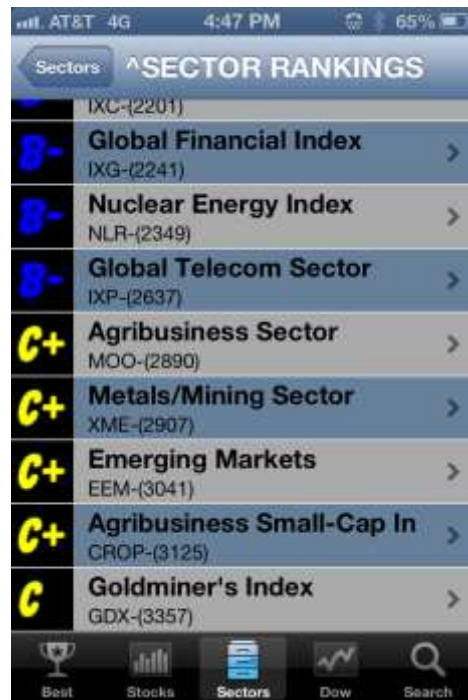 AT&T 4G 4:47 PM 65%
Sectors ^SECTOR RANKINGS
IXC-(2201)
B- Global Financial Index
IXG-(2241)
B- Nuclear Energy Index
NLR-(2349)
B- Global Telecom Sector
IXP-(2637)
C+ Agribusiness Sector
MOO-(2890)
C+ Metals/Mining Sector
XME-(2907)
C+ Emerging Markets
EEM-(3041)
C+ Agribusiness Small-Cap In
CROP-(3125)
C Goldminer's Index
GDX-(3357)
Best Stocks Sectors Dow Search